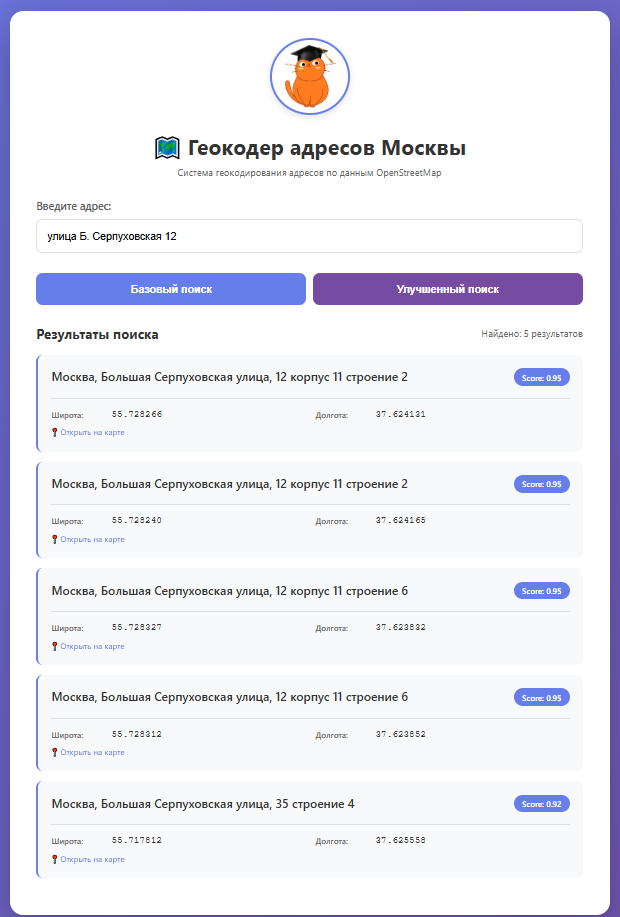 Геокодер адресов Москвы
Система геокодирования адресов по данным OpenStreetMap
Введите адрес:
улица Б. Серпуховская 12
Базовый поиск
Улучшенный поиск
Результаты поиска
Найдено: 5 результатов
Москва, Большая Серпуховская улица, 12 корпус 11 строение 2
Score: 0.95
Широта: 55.728266 Долгота: 37.624131
Открыть на карте
Москва, Большая Серпуховская улица, 12 корпус 11 строение 2
Score: 0.95
Широта: 55.728240 Долгота: 37.624165
Открыть на карте
Москва, Большая Серпуховская улица, 12 корпус 11 строение 6
Score: 0.95
Широта: 55.728327 Долгота: 37.623832
Открыть на карте
Москва, Большая Серпуховская улица, 12 корпус 11 строение 6
Score: 0.95
Широта: 55.728312 Долгота: 37.623852
Открыть на карте
Москва, Большая Серпуховская улица, 35 строение 4
Score: 0.92
Широта: 55.717812 Долгота: 37.625558
Открыть на карте